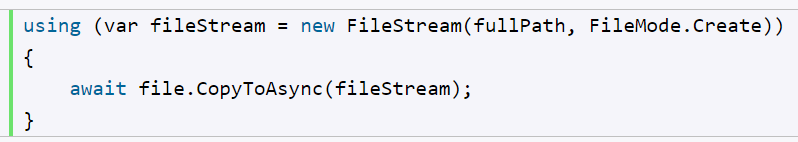 using (var fileStream = new FileStream(fullPath, FileMode.Create))
{
    await file.CopyToAsync(fileStream);
}